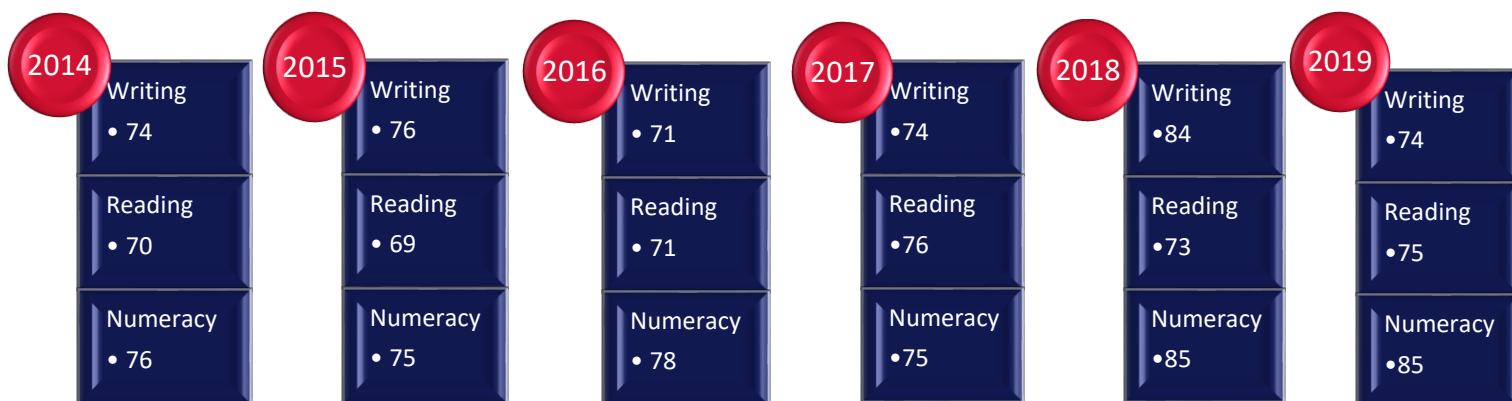 2014
Writing
• 74
Reading
• 70
Numeracy
• 76
2015
Writing
• 76
Reading
• 69
Numeracy
• 75
2016
Writing
• 71
Reading
• 71
Numeracy
• 78
2017
Writing
•74
Reading
•76
Numeracy
•75
2018
Writing
•84
Reading
•73
Numeracy
•85
2019
Writing
•74
Reading
•75
Numeracy
•85